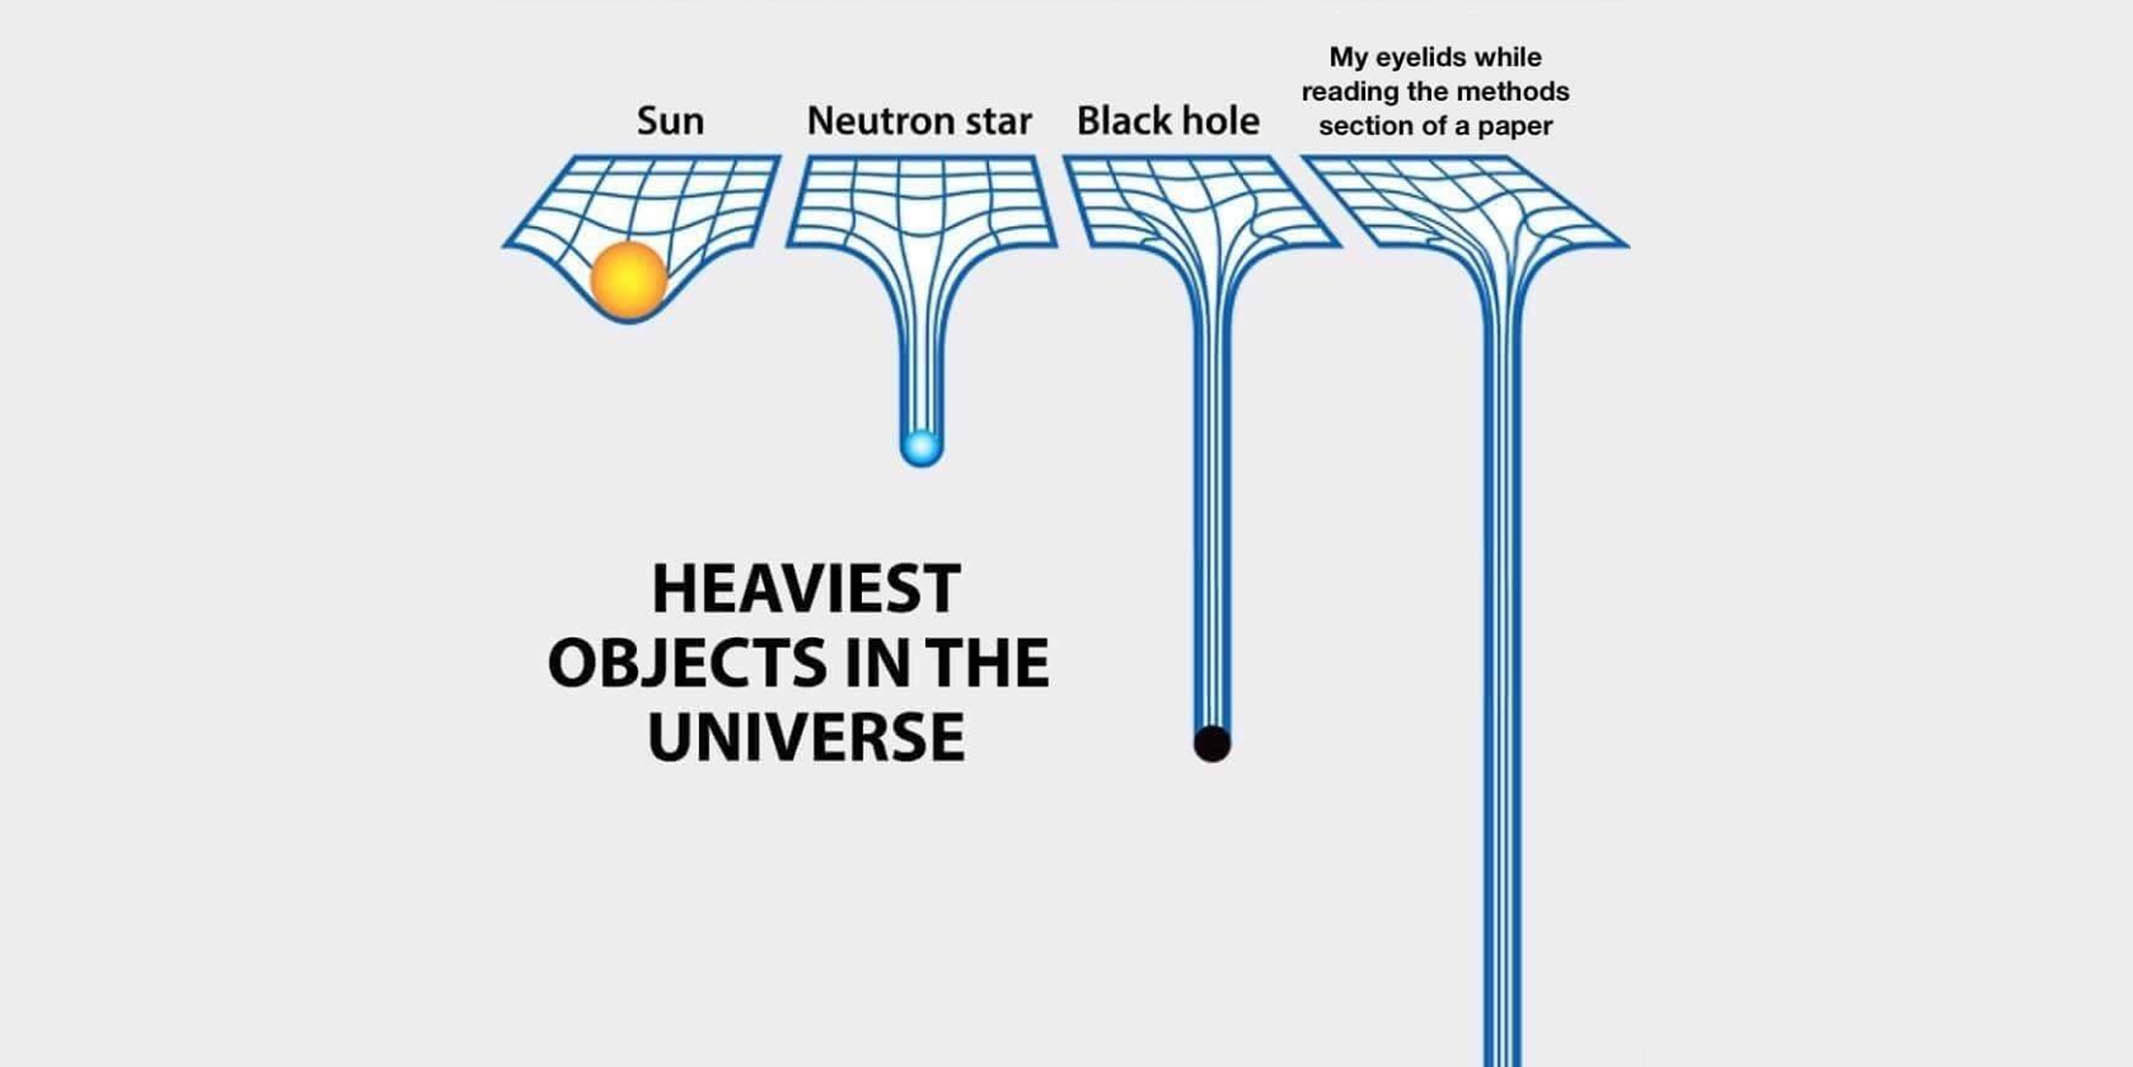 My eyelids while
reading the methods
section of a paper
Sun
Neutron star
Black hole
HEAVIEST
OBJECTS IN THE
UNIVERSE